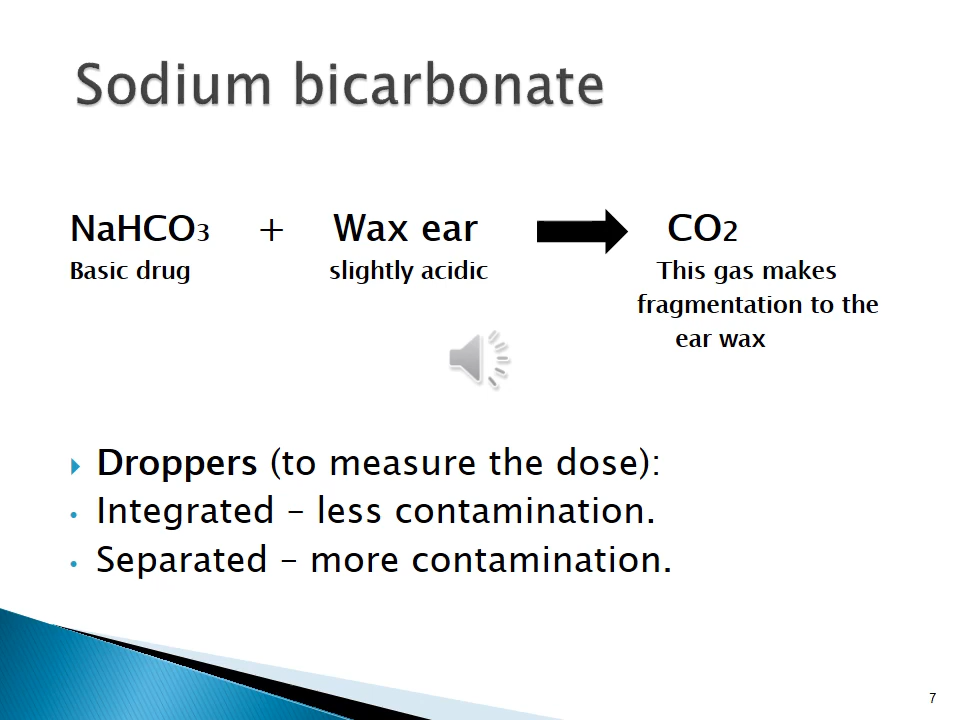 Sodium bicarbonate
NaHCO3 + Wax ear CO2
Basic drug slightly acidic This gas makes
fragmentation to the
ear wax
Droppers (to measure the dose):
• Integrated – less contamination.
• Separated – more contamination.
7